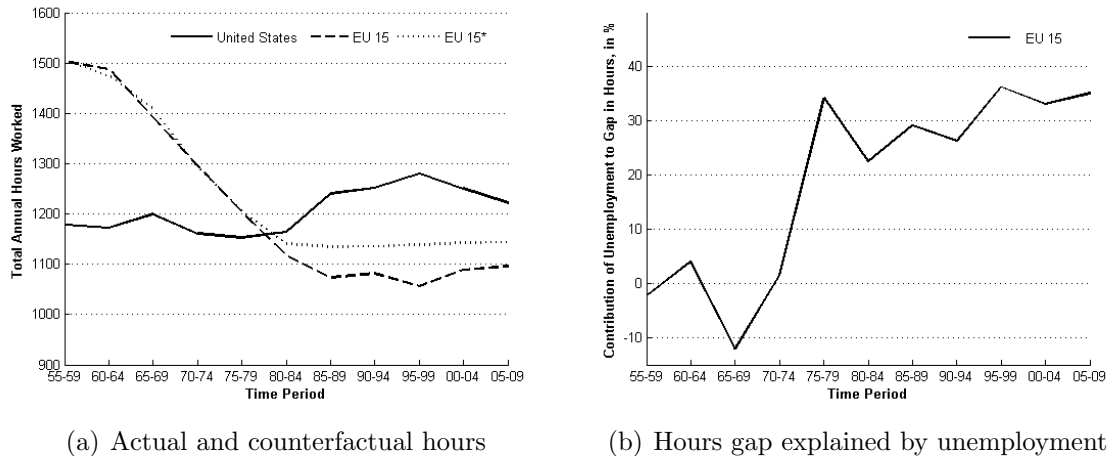 1600
1500
1400
1300
1200
1100
1000
900
Total Annual Hours Worked
United States EU 15 EU 15*
55-59 60-64 65-69 70-74 75-79 80-84 85-89 90-94 95-99 00-04 05-09
Time Period
(a) Actual and counterfactual hours
40
30
20
10
0
-10
Contribution of Unemployment to Gap in Hours, in %
EU 15
55-59 60-64 65-69 70-74 75-79 80-84 85-89 90-94 95-99 00-04 05-09
Time Period
(b) Hours gap explained by unemployment